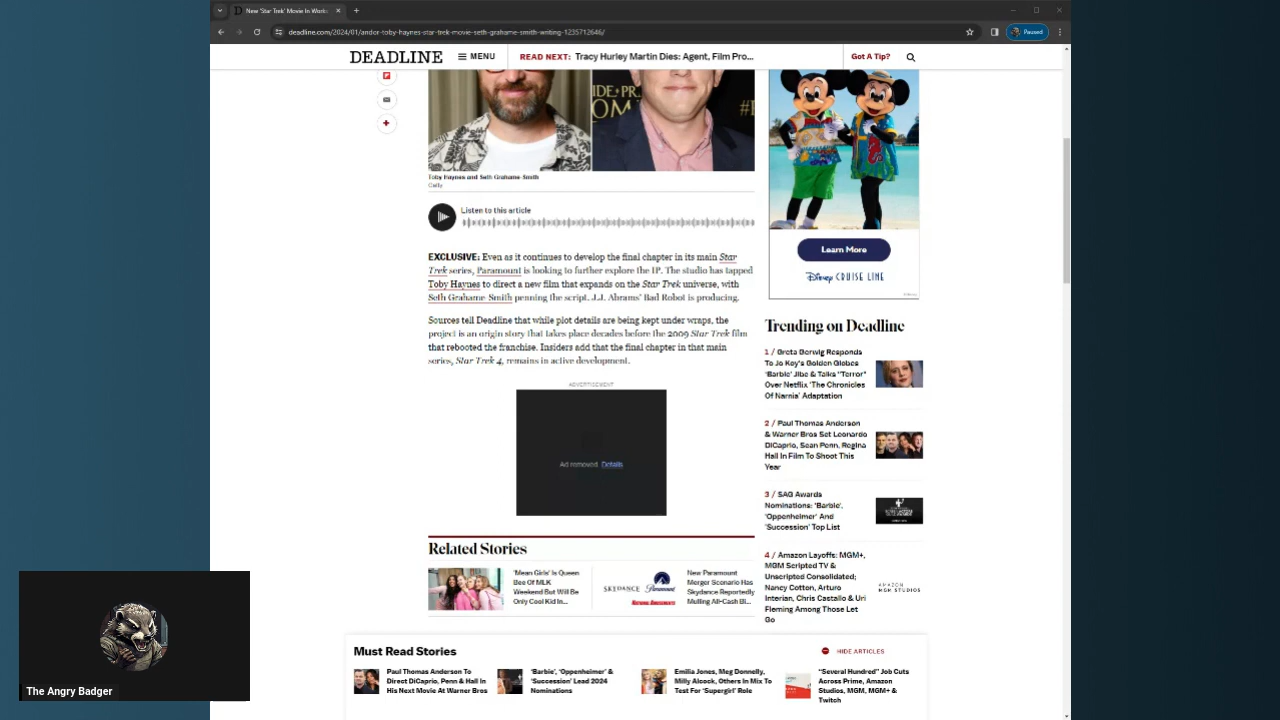 New 'Star Trek' Movie In Works
deadline.com/2024/01/andor-toby-haynes-star-trek-movie-seth-grahame-smith-writing-1235712646/
Paused
DEADLINE
MENU
READ NEXT: Tracy Hurley Martin Dies: Agent, Film Pro...
Got A Tip?
Toby Haynes and Seth Grahame-Smith
Getty
Listen to this article
EXCLUSIVE: Even as it continues to develop the final chapter in its main Star
Trek series, Paramount is looking to further explore the IP. The studio has tapped
Toby Haynes to direct a new film that expands on the Star Trek universe, with
Seth Grahame-Smith penning the script. J.J. Abrams' Bad Robot is producing.
Sources tell Deadline that while plot details are being kept under wraps, the
project is an origin story that takes place decades before the 2009 Star Trek film
that rebooted the franchise. Insiders add that the final chapter in that main
series, Star Trek 4, remains in active development.
ADVERTISEMENT
Ad removed. Details
Related Stories
'Mean Girls' Is Queen
Bee Of MLK
Weekend But Will Be
Only Cool Kid In...
SKYDANCE
Paramount
New Paramount
Merger Scenario Has
Skydance Reportedly
Mulling All-Cash Bi...
Learn More
Disney CRUISE LINE
Trending on Deadline
1 / Greta Gerwig Responds
To Jo Koy's Golden Globes
'Barbie' Jibe & Talks "Terror"
Over Netflix 'The Chronicles
Of Narnia' Adaptation
2 / Paul Thomas Anderson
& Warner Bros Set Leonardo
DiCaprio, Sean Penn, Regina
Hall In Film To Shoot This
Year
3 / SAG Awards
Nominations: 'Barbie',
'Oppenheimer' And
'Succession' Top List
4 / Amazon Layoffs: MGM+,
MGM Scripted TV &
Unscripted Consolidated;
Nancy Cotten, Arturo
Interian, Chris Castallo & Uri
Fleming Among Those Let
Go
AMAZON
MGM STUDIOS
Must Read Stories
HIDE ARTICLES
Paul Thomas Anderson To
Direct DiCaprio, Penn & Hall In
His Next Movie At Warner Bros
'Barbie', 'Oppenheimer' &
'Succession' Lead 2024
Nominations
Emilia Jones, Meg Donnelly,
Milly Alcock, Others In Mix To
Test For 'Supergirl' Role
"Several Hundred" Job Cuts
Across Prime, Amazon
Studios, MGM, MGM+ &
Twitch
The Angry Badger